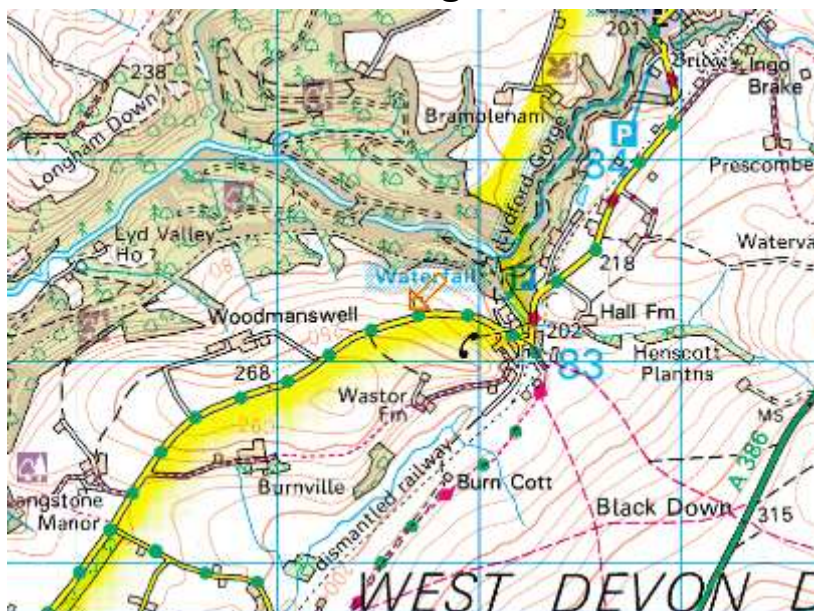 201
Bridge
Ingo
Brake
238
Longham Down
Brambleham
P
84
Lydford Gorge
Prescombe
Lyd Valley
Ho
218
Waterva
Waterfall
Woodmanswell
Hall Fm
202
Henscott
Plantns
83
268
Wastor
Fm
MS
A 386
Burnville
dismantled railway
Burn Cott
Langstone
Manor
Black Down
315
WEST DEVON D